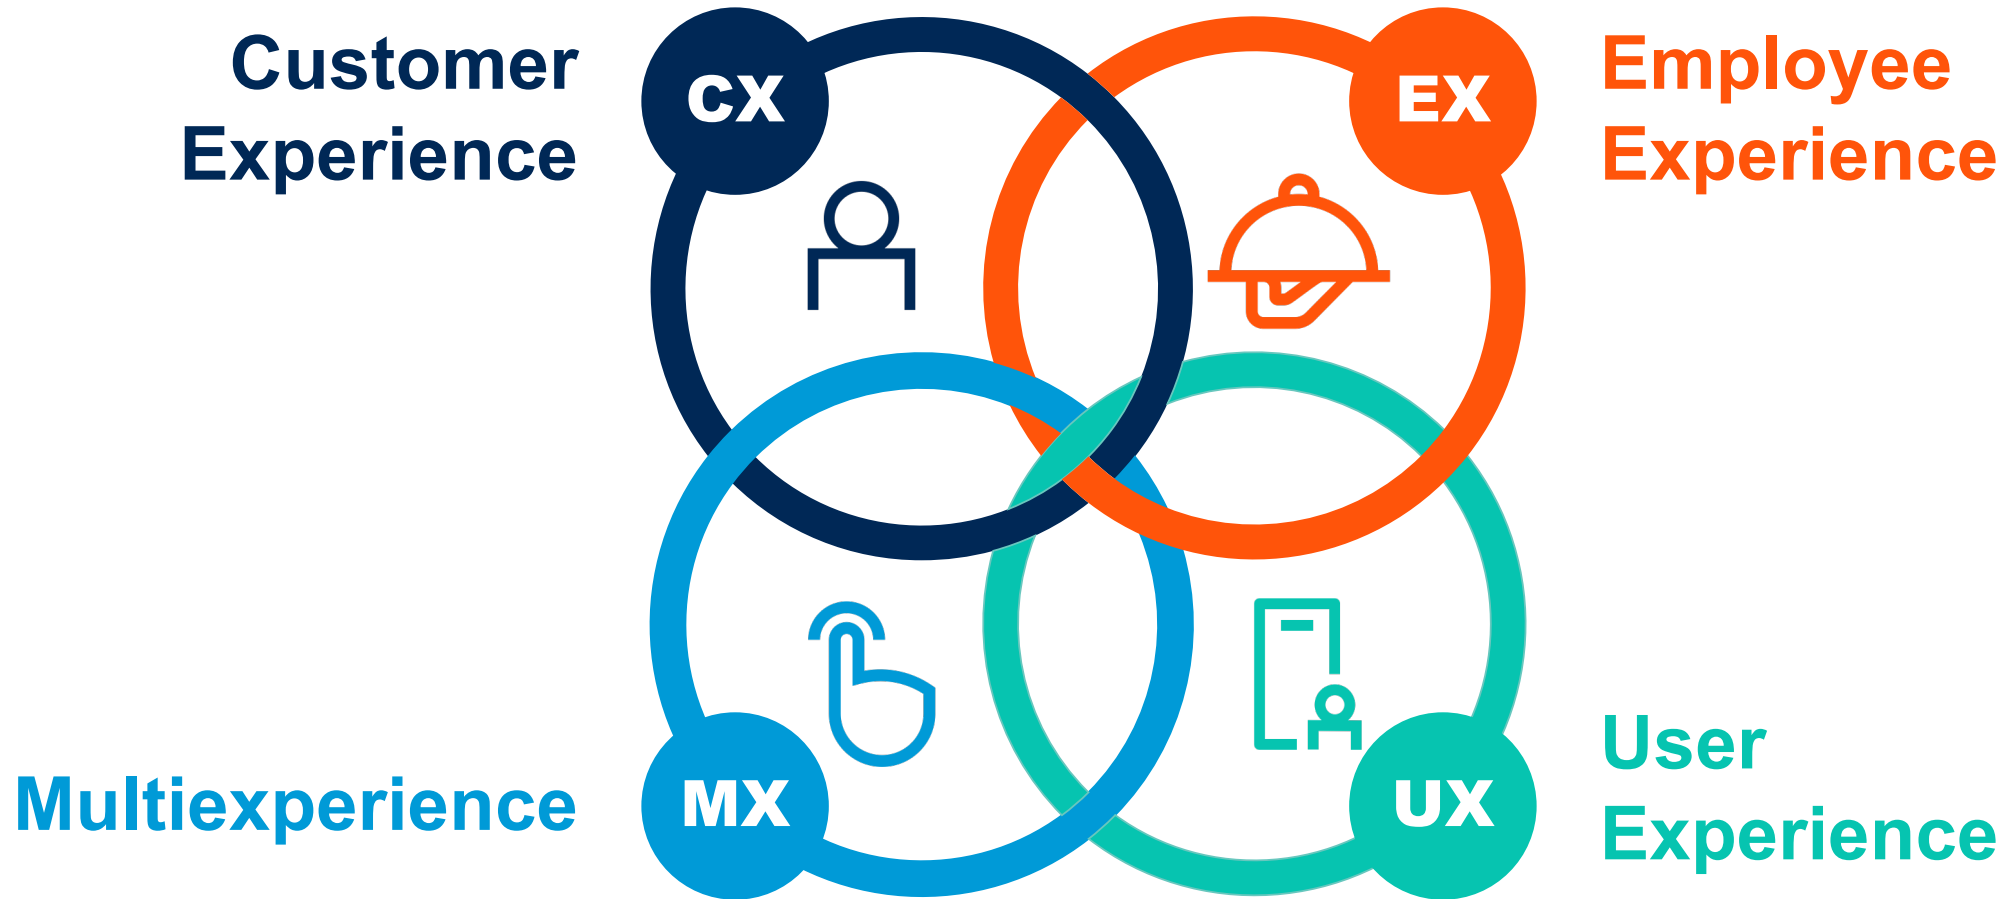 Customer
Experience
CX
EX
Employee
Experience
Multiexperience
MX
UX
User
Experience